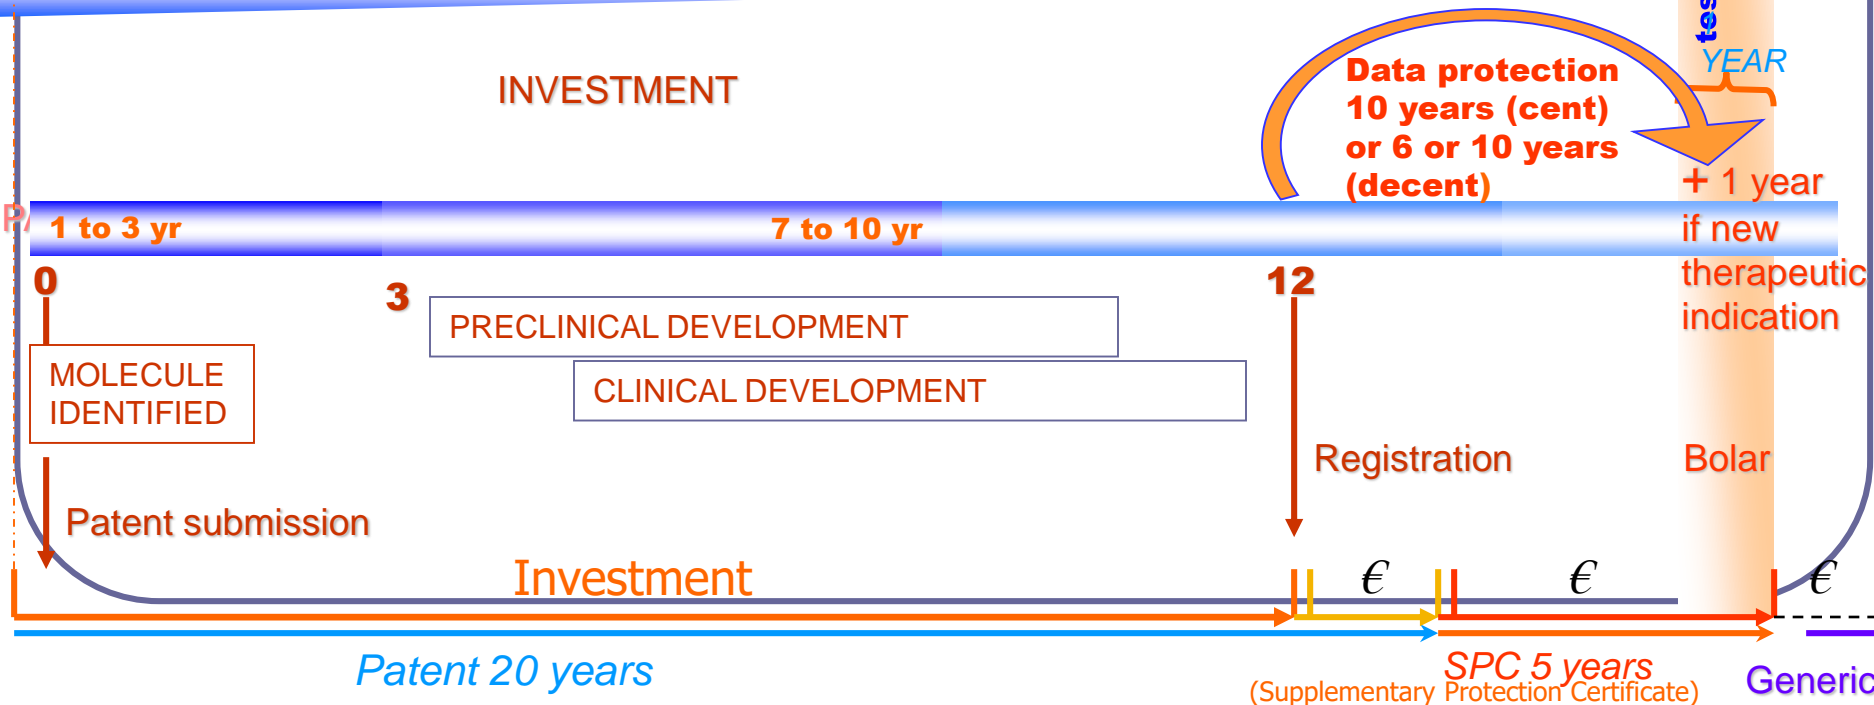 tes
YEAR
INVESTMENT
Data protection
10 years (cent)
or 6 or 10 years
(decent)
+ 1 year
if new
therapeutic
indication
1 to 3 yr
7 to 10 yr
0
3
12
PRECLINICAL DEVELOPMENT
CLINICAL DEVELOPMENT
MOLECULE
IDENTIFIED
Registration
Bolar
Patent submission
Investment
€
€
€
Patent 20 years
SPC 5 years
(Supplementary Protection Certificate)
Generic